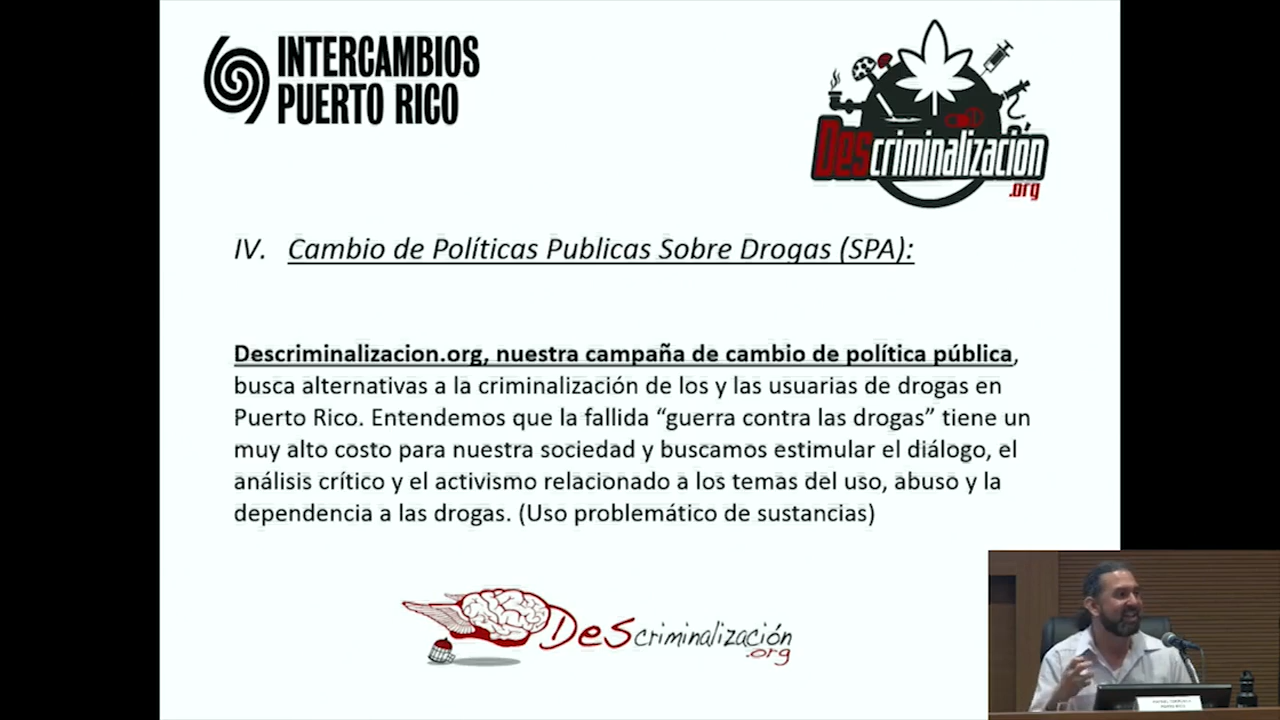 INTERCAMBIOS
PUERTO RICO
Descriminalización
.org
IV. Cambio de Políticas Publicas Sobre Drogas (SPA):
Descriminalizacion.org, nuestra campaña de cambio de política pública,
busca alternativas a la criminalización de los y las usuarias de drogas en
Puerto Rico. Entendemos que la fallida “guerra contra las drogas” tiene un
muy alto costo para nuestra sociedad y buscamos estimular el diálogo, el
análisis crítico y el activismo relacionado a los temas del uso, abuso y la
dependencia a las drogas. (Uso problemático de sustancias)
Descriminalización
.org